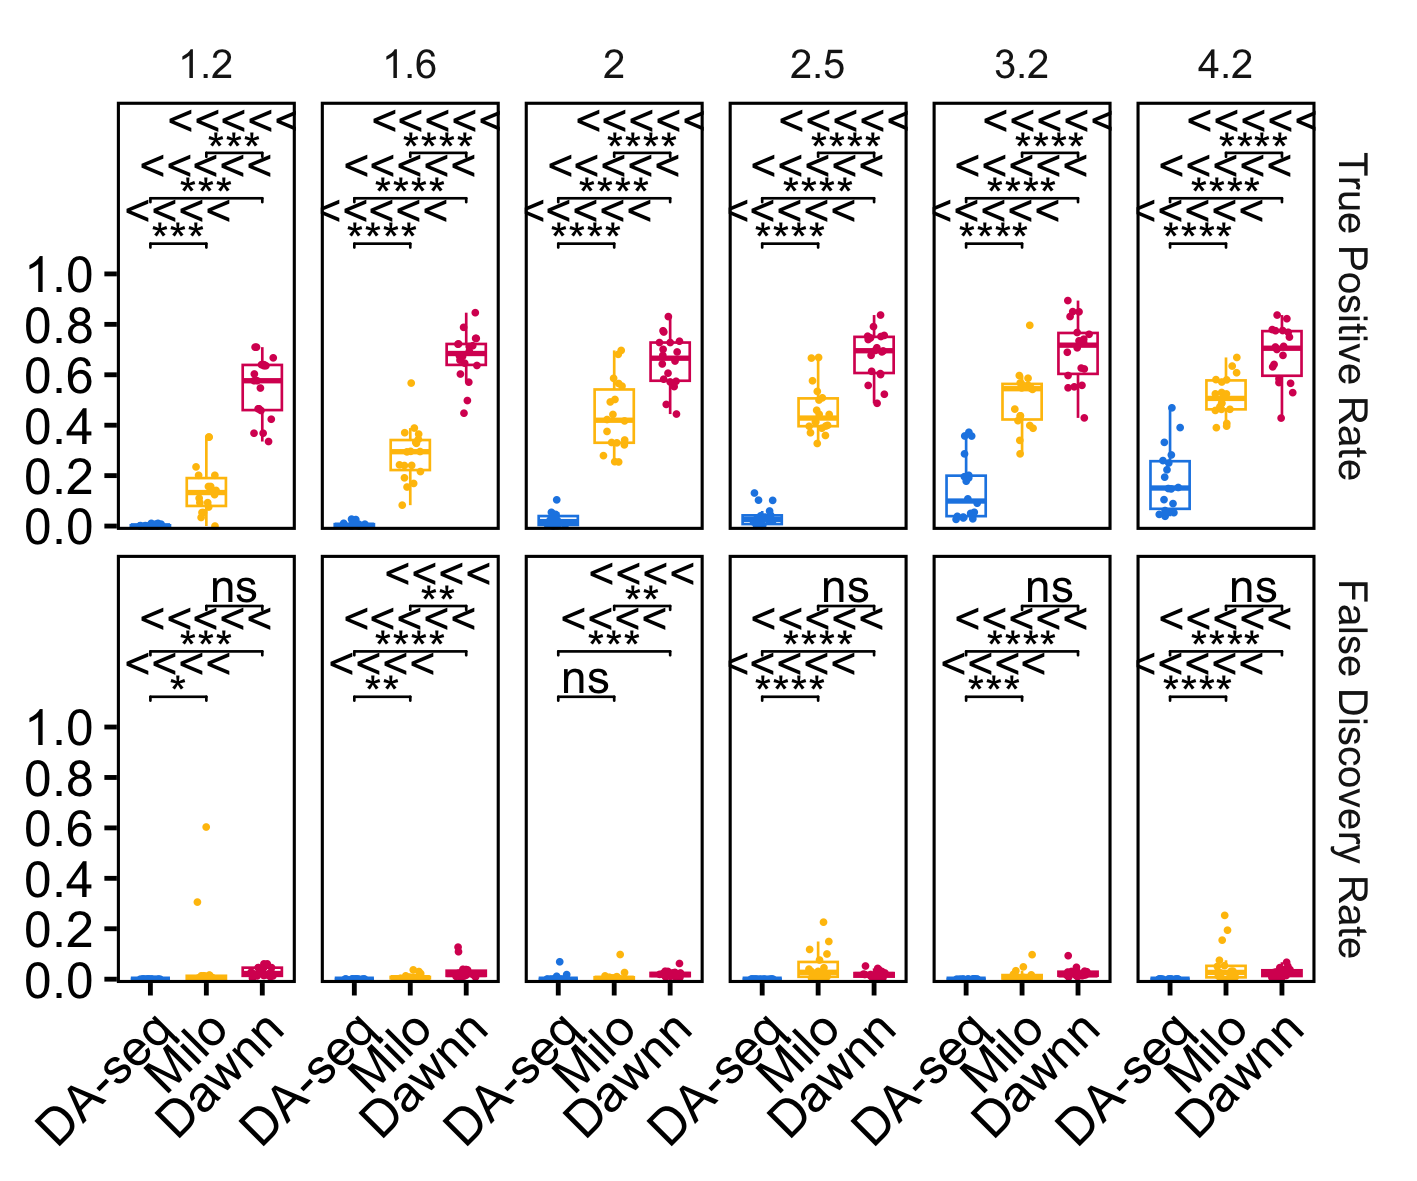 1.2 1.6 2 2.5 3.2 4.2
<<<<< <<<<< <<<<< <<<<< <<<<< <<<<<
*** **** **** **** **** ****
<<<<< <<<<< <<<<< <<<<< <<<<< <<<<<
*** **** **** **** **** ****
<<<< <<<<< <<<<< <<<<< <<<<< <<<<<
*** **** **** **** **** ****
1.0
0.8
0.6
0.4
0.2
0.0
True Positive Rate
ns <<<< <<<< ns ns ns
** **
<<<<< <<<<< <<<< <<<<< <<<<< <<<<<
*** **** *** **** **** ****
<<<< <<<< ns <<<<< <<<< <<<<<
* ** **** *** ****
1.0
0.8
0.6
0.4
0.2
0.0
False Discovery Rate
DA-seq Milo Dawnn DA-seq Milo Dawnn DA-seq Milo Dawnn DA-seq Milo Dawnn DA-seq Milo Dawnn DA-seq Milo Dawnn